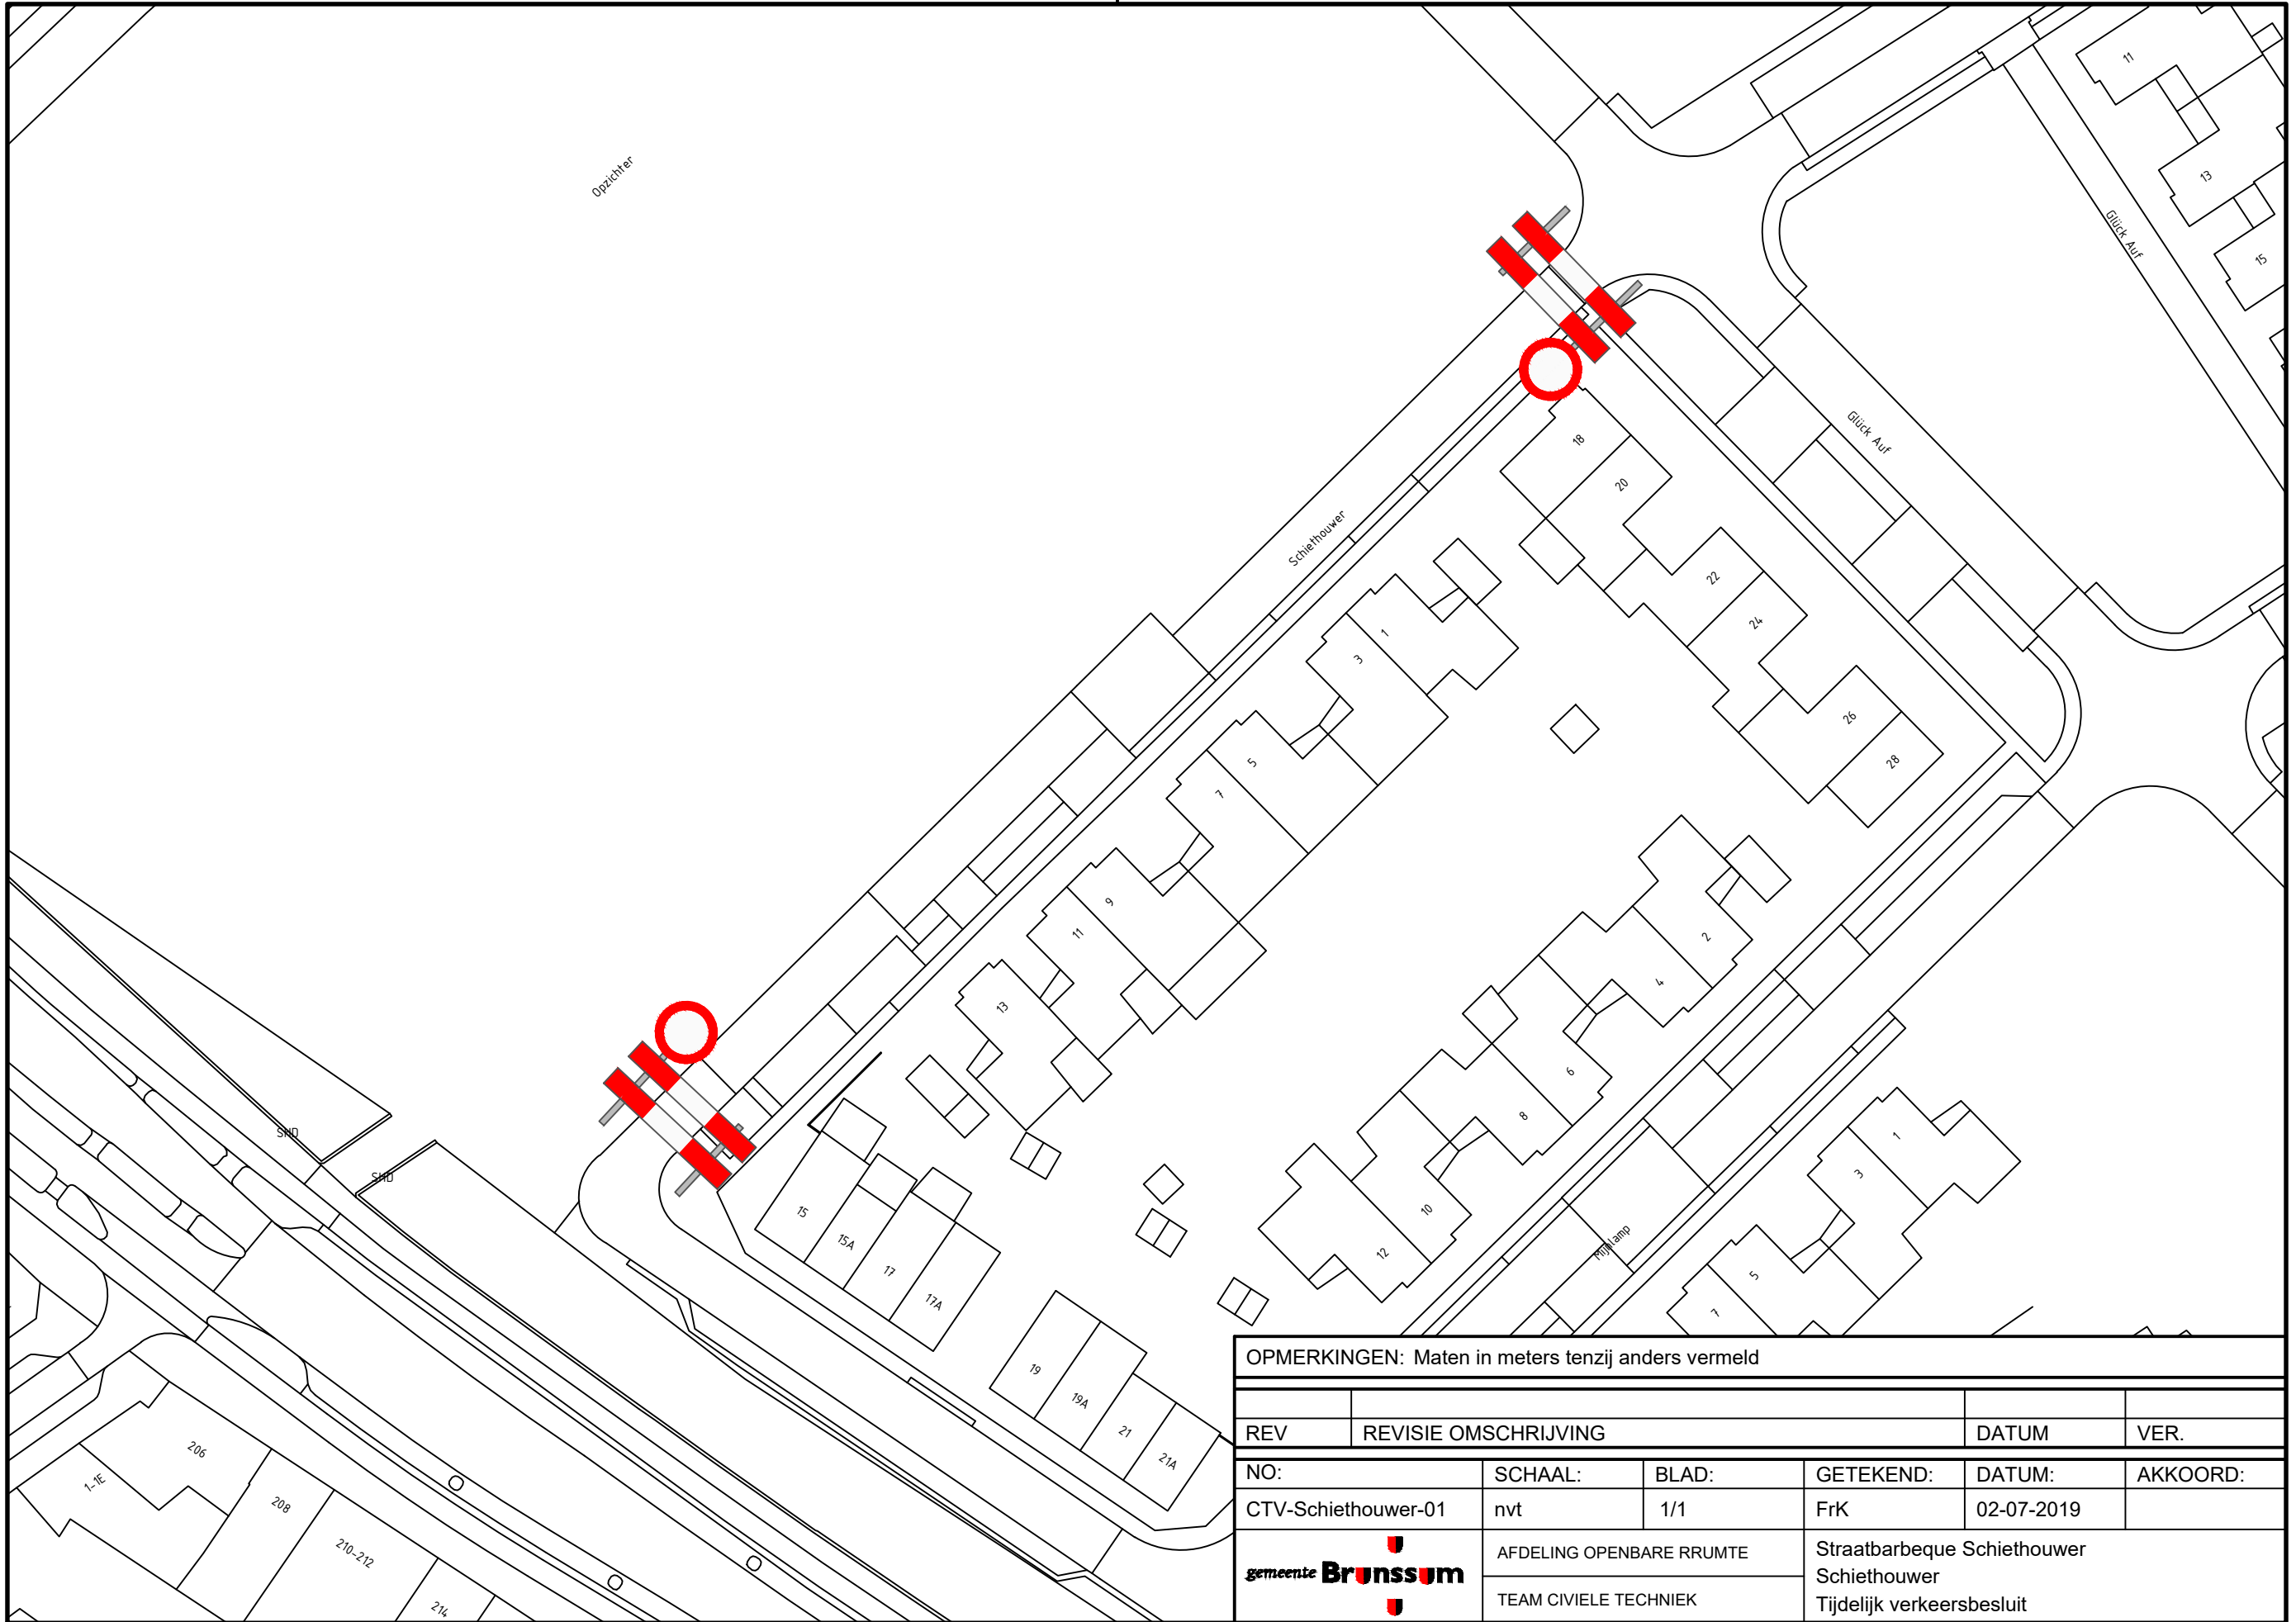 Opzichter
11
13
15
Glück Auf
Glück Auf
Schiethouwer
18
20
22
24
26
28
1
3
5
7
9
11
13
2
4
6
8
10
12
1
3
5
7
Mijnlamp
SHD
SHD
15
15A
17
17A
19
19A
21
21A
206
1-1E
208
210-212
214
OPMERKINGEN: Maten in meters tenzij anders vermeld
REV REVISIE OMSCHRIJVING DATUM VER.
NO: SCHAAL: BLAD: GETEKEND: DATUM: AKKOORD:
CTV-Schiethouwer-01 nvt 1/1 FrK 02-07-2019
gemeente Brunssum
AFDELING OPENBARE RRUMTE
TEAM CIVIELE TECHNIEK
Straatbarbeque Schiethouwer
Schiethouwer
Tijdelijk verkeersbesluit